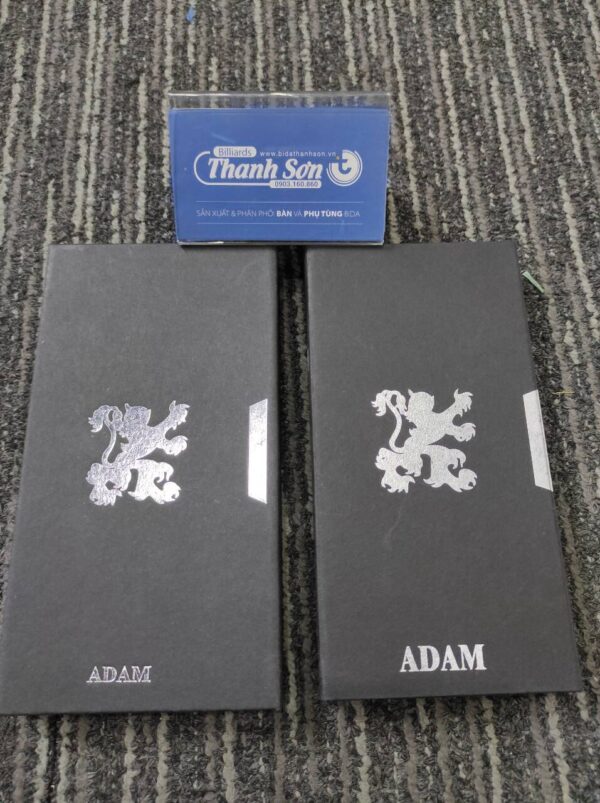 Billiards www.bidathanhson.vn
Thanh Sơn
0903.160.860
SẢN XUẤT & PHÂN PHỐI BÀN VÀ PHỤ TÙNG BIDA
ADAM
ADAM